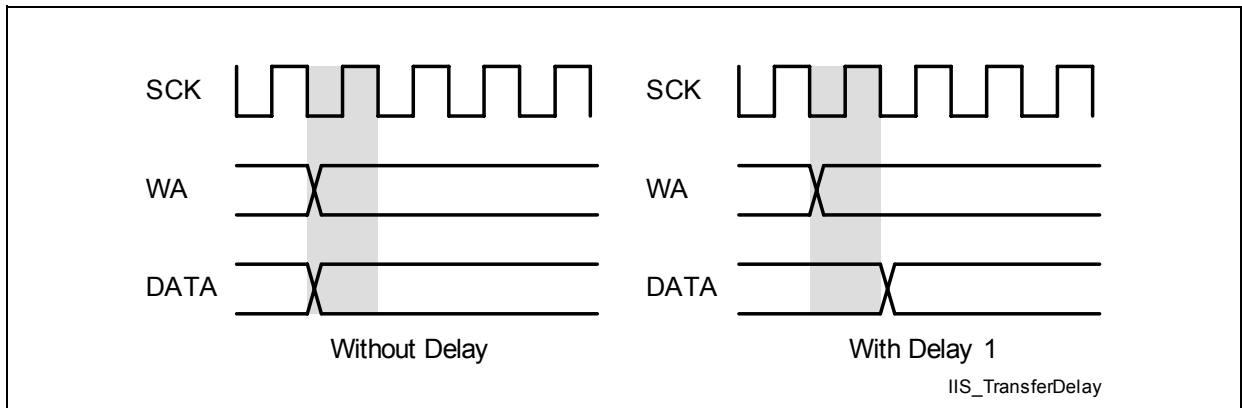 SCK SCK
WA WA
DATA DATA
Without Delay With Delay 1
IIS_TransferDelay